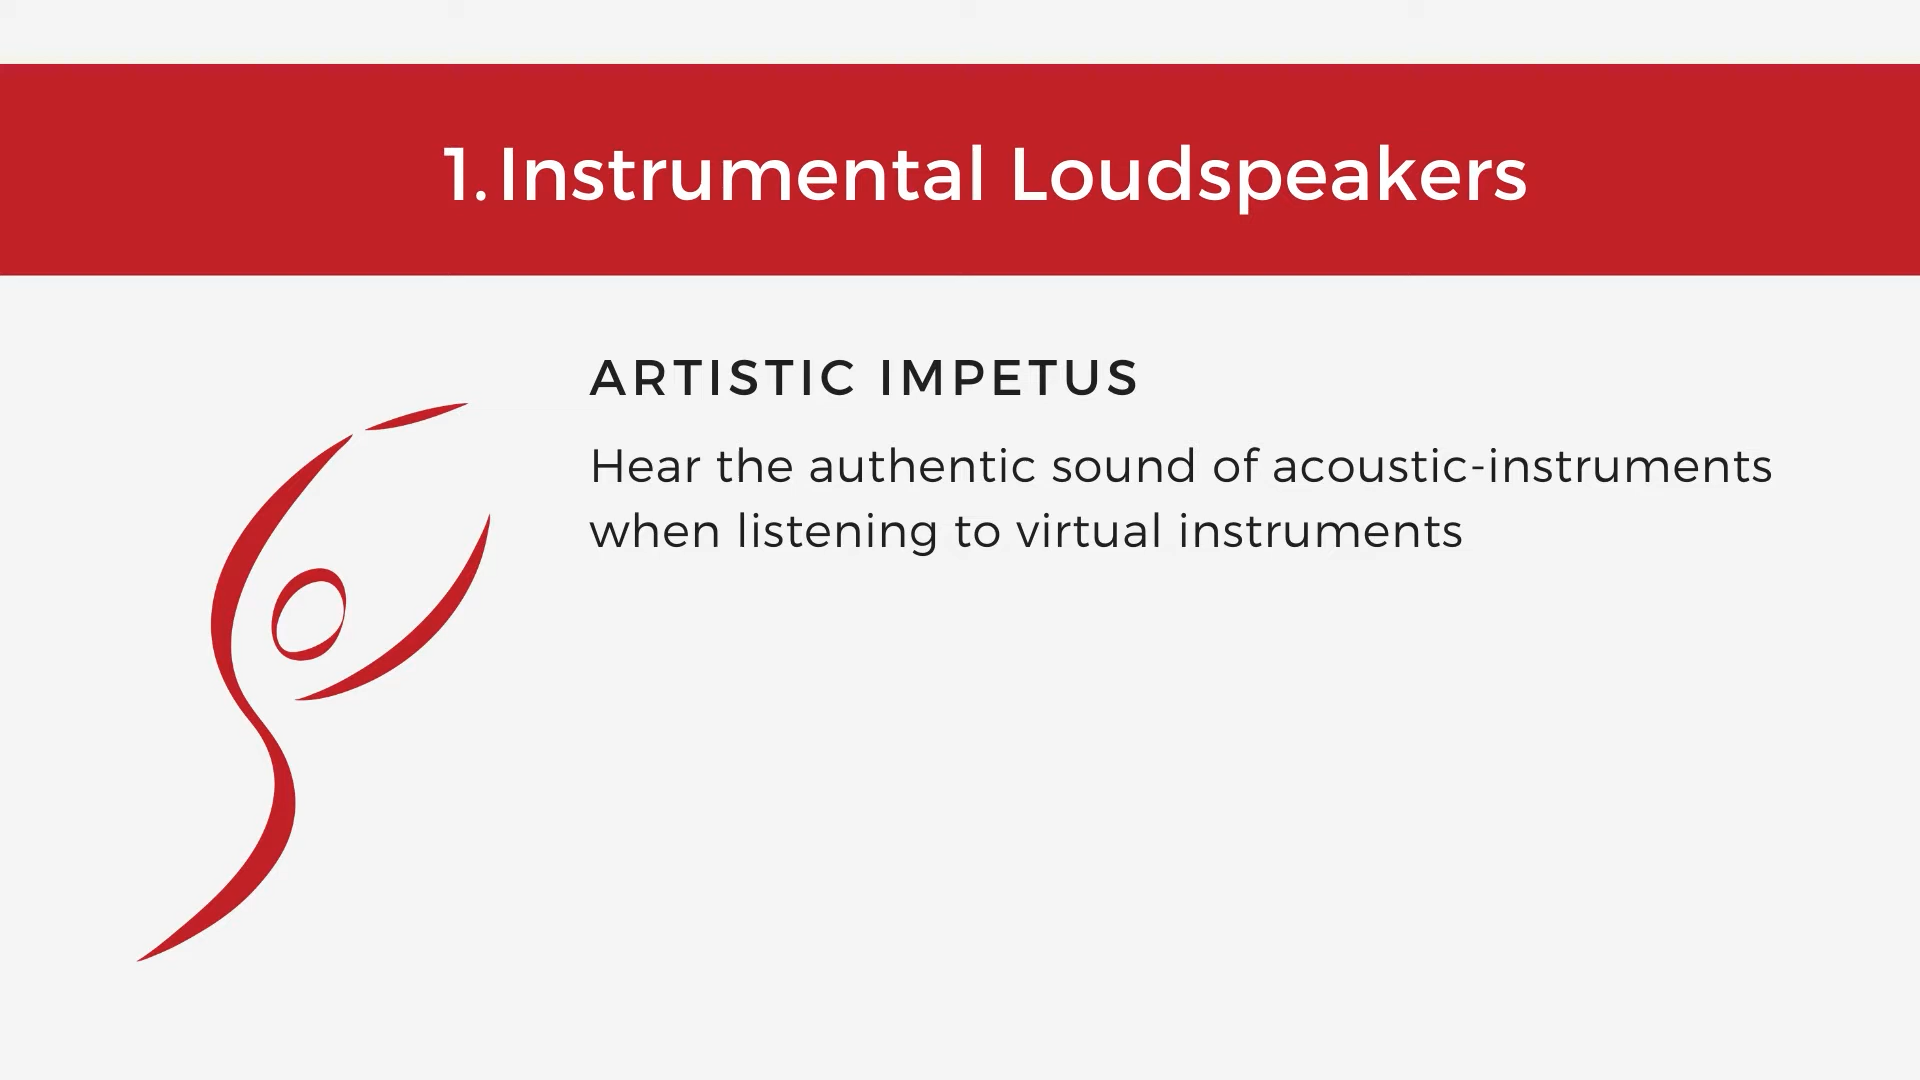 1. Instrumental Loudspeakers
ARTISTIC IMPETUS
Hear the authentic sound of acoustic-instruments
when listening to virtual instruments